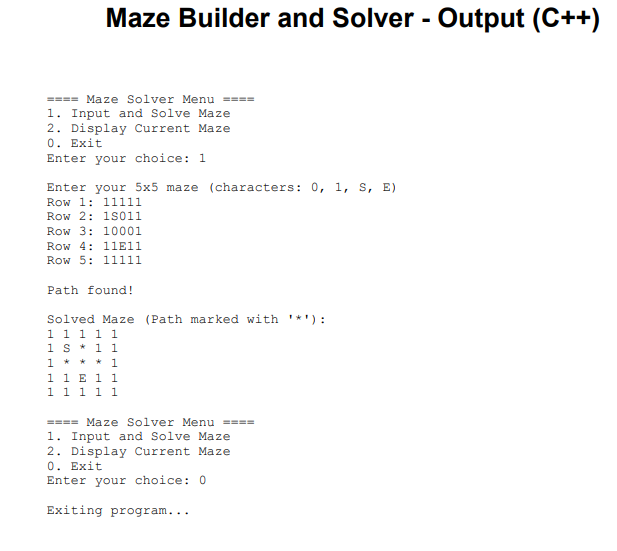 Maze Builder and Solver - Output (C++)
==== Maze Solver Menu ====
1. Input and Solve Maze
2. Display Current Maze
0. Exit
Enter your choice: 1
Enter your 5x5 maze (characters: 0, 1, S, E)
Row 1: 11111
Row 2: 1S011
Row 3: 10001
Row 4: 11E11
Row 5: 11111
Path found!
Solved Maze (Path marked with '*'):
1 1 1 1 1
1 S * 1 1
1 * * * 1
1 1 E 1 1
1 1 1 1 1
==== Maze Solver Menu ====
1. Input and Solve Maze
2. Display Current Maze
0. Exit
Enter your choice: 0
Exiting program...